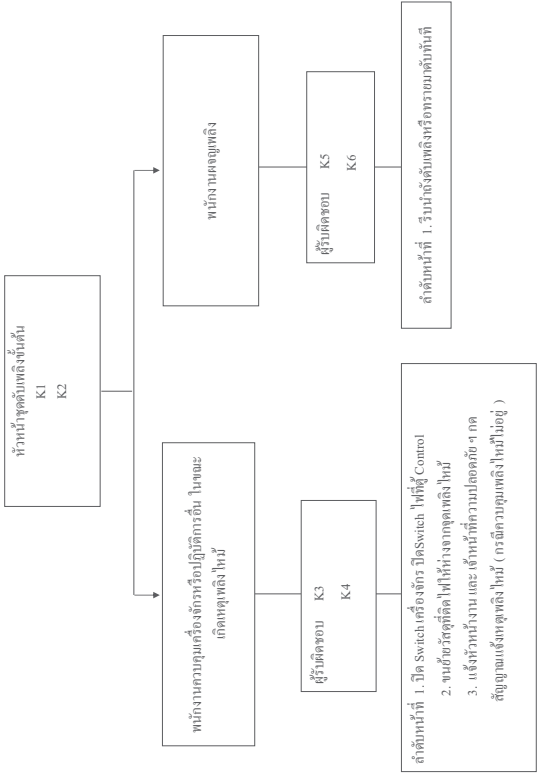 หัวหน้าชุดดับเพลิงขั้นต้น
K1
K2
พนักงานควบคุมเครื่องจักรหรือปฏิบัติการอื่น ในขณะ
เกิดเหตุเพลิงไหม้
ผู้รับผิดชอบ K3
K4
ลำดับหน้าที่ 1. ปิด Switch เครื่องจักร ปิดSwitch ไฟที่ตู้ Control
2. ขนย้ายวัสดุที่ติดไฟให้ห่างจากจุดเพลิงไหม้
3. แจ้งหัวหน้างาน และ เจ้าหน้าที่ความปลอดภัย ฯ กด
สัญญาณแจ้งเหตุเพลิงไหม้ ( กรณีควบคุมเพลิงไหม้ไม่อยู่ )
พนักงานผจญเพลิง
ผู้รับผิดชอบ K5
K6
ลำดับหน้าที่ 1. รีบนำถังดับเพลิงหรือทรายมาดับทันที